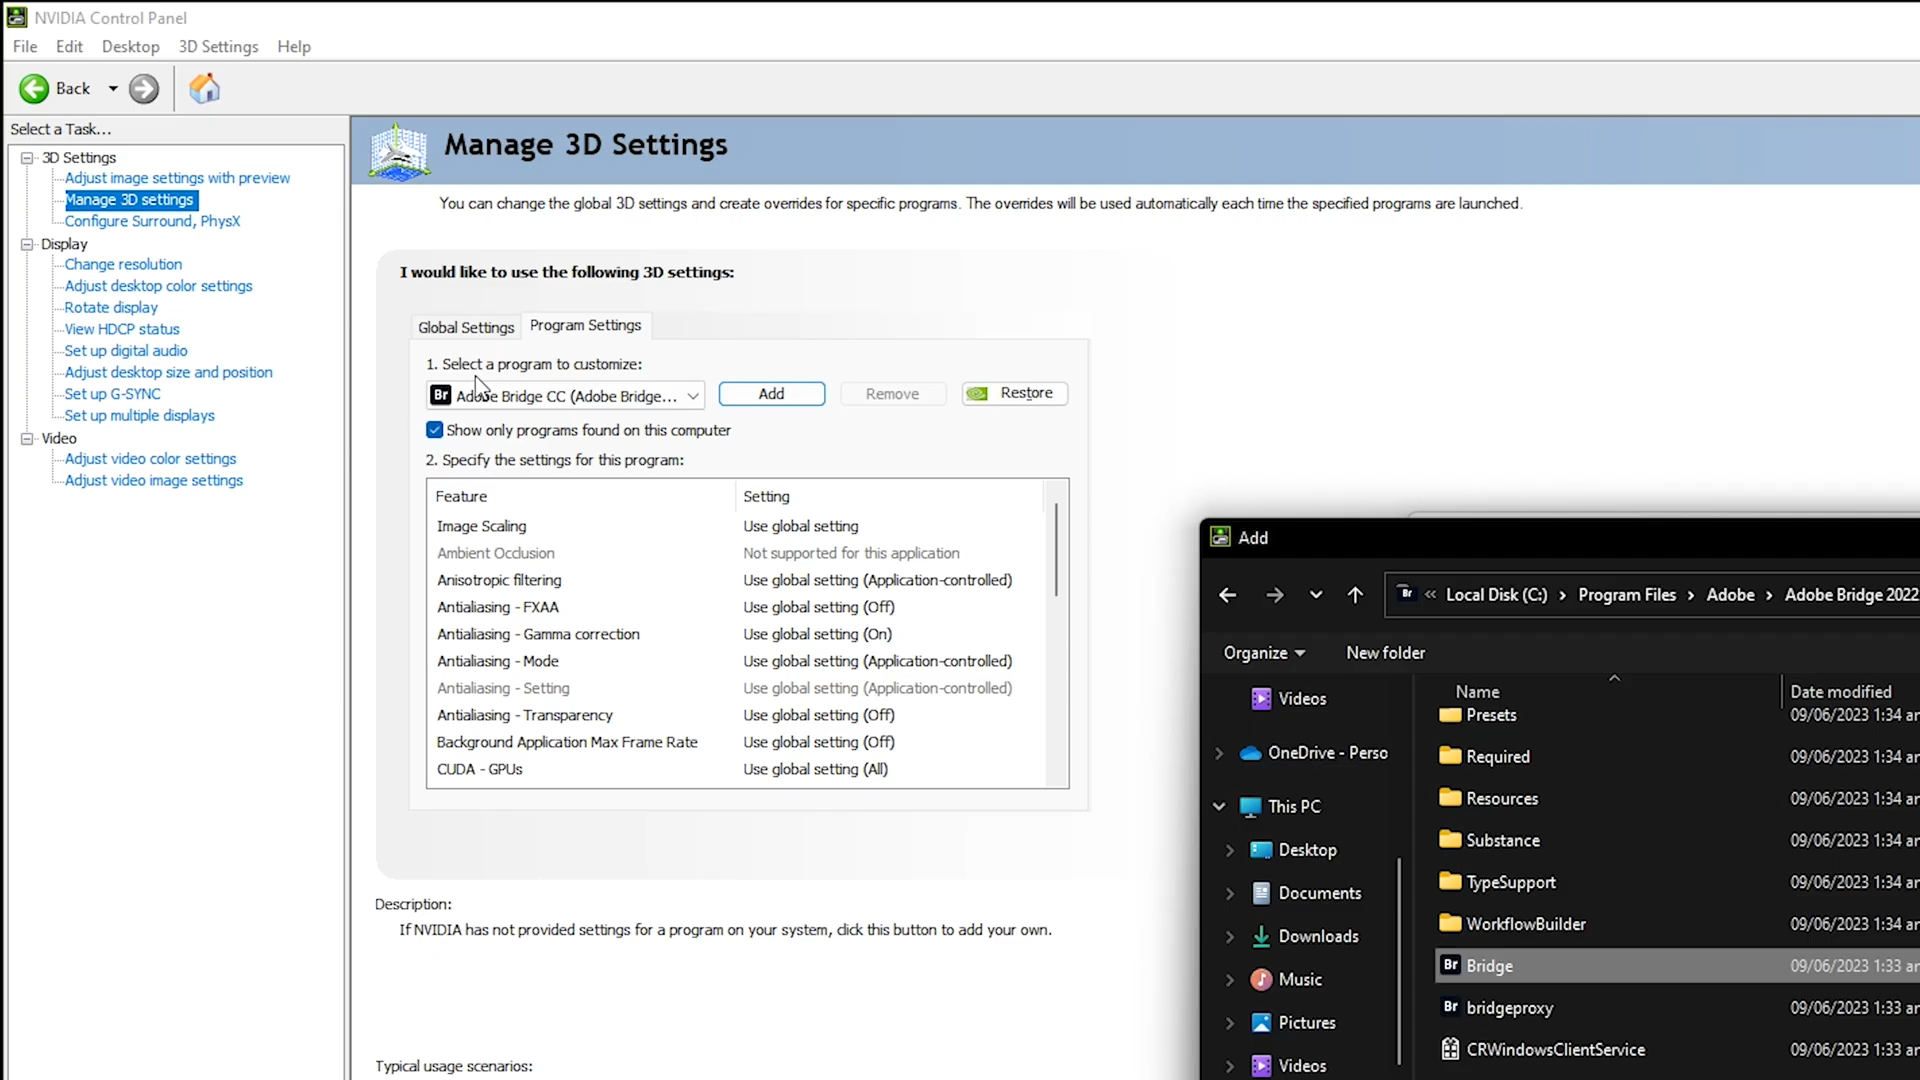 NVIDIA Control Panel
File Edit Desktop 3D Settings Help
Back
Select a Task...
3D Settings
Adjust image settings with preview
Manage 3D settings
Configure Surround, PhysX
Display
Change resolution
Adjust desktop color settings
Rotate display
View HDCP status
Set up digital audio
Adjust desktop size and position
Set up G-SYNC
Set up multiple displays
Video
Adjust video color settings
Adjust video image settings
Manage 3D Settings
You can change the global 3D settings and create overrides for specific programs. The overrides will be used automatically each time the specified programs are launched.
I would like to use the following 3D settings:
Global Settings Program Settings
1. Select a program to customize:
Br Adobe Bridge CC (Adobe Bridge... Add Remove Restore
Show only programs found on this computer
2. Specify the settings for this program:
Feature Setting
Image Scaling Use global setting
Ambient Occlusion Not supported for this application
Anisotropic filtering Use global setting (Application-controlled)
Antialiasing - FXAA Use global setting (Off)
Antialiasing - Gamma correction Use global setting (On)
Antialiasing - Mode Use global setting (Application-controlled)
Antialiasing - Setting Use global setting (Application-controlled)
Antialiasing - Transparency Use global setting (Off)
Background Application Max Frame Rate Use global setting (Off)
CUDA - GPUs Use global setting (All)
Description:
If NVIDIA has not provided settings for a program on your system, click this button to add your own.
Typical usage scenarios:
Add
Br « Local Disk (C:) › Program Files › Adobe › Adobe Bridge 2022
Organize New folder
Videos
OneDrive - Perso
This PC
Desktop
Documents
Downloads
Music
Pictures
Videos
Name Date modified
Presets 09/06/2023 1:34 ar
Required 09/06/2023 1:34 ar
Resources 09/06/2023 1:34 ar
Substance 09/06/2023 1:34 ar
TypeSupport 09/06/2023 1:34 ar
WorkflowBuilder 09/06/2023 1:34 ar
Br Bridge 09/06/2023 1:33 ar
Br bridgeproxy 09/06/2023 1:33 ar
CRWindowsClientService 09/06/2023 1:33 ar